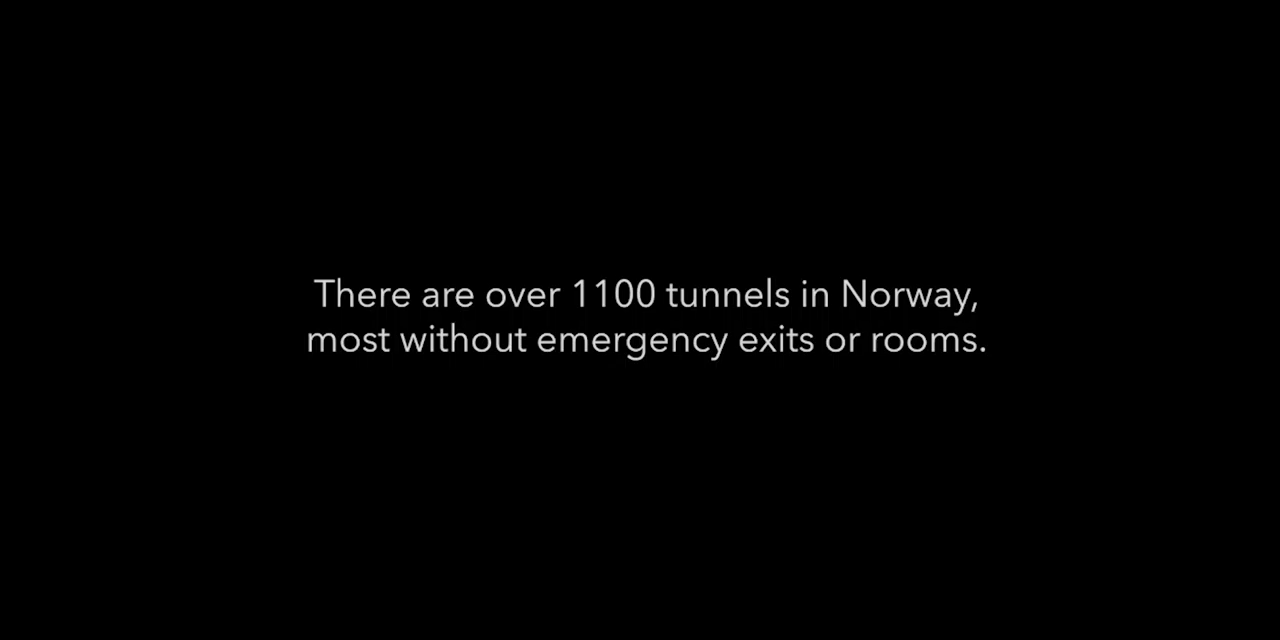 There are over 1100 tunnels in Norway,
most without emergency exits or rooms.